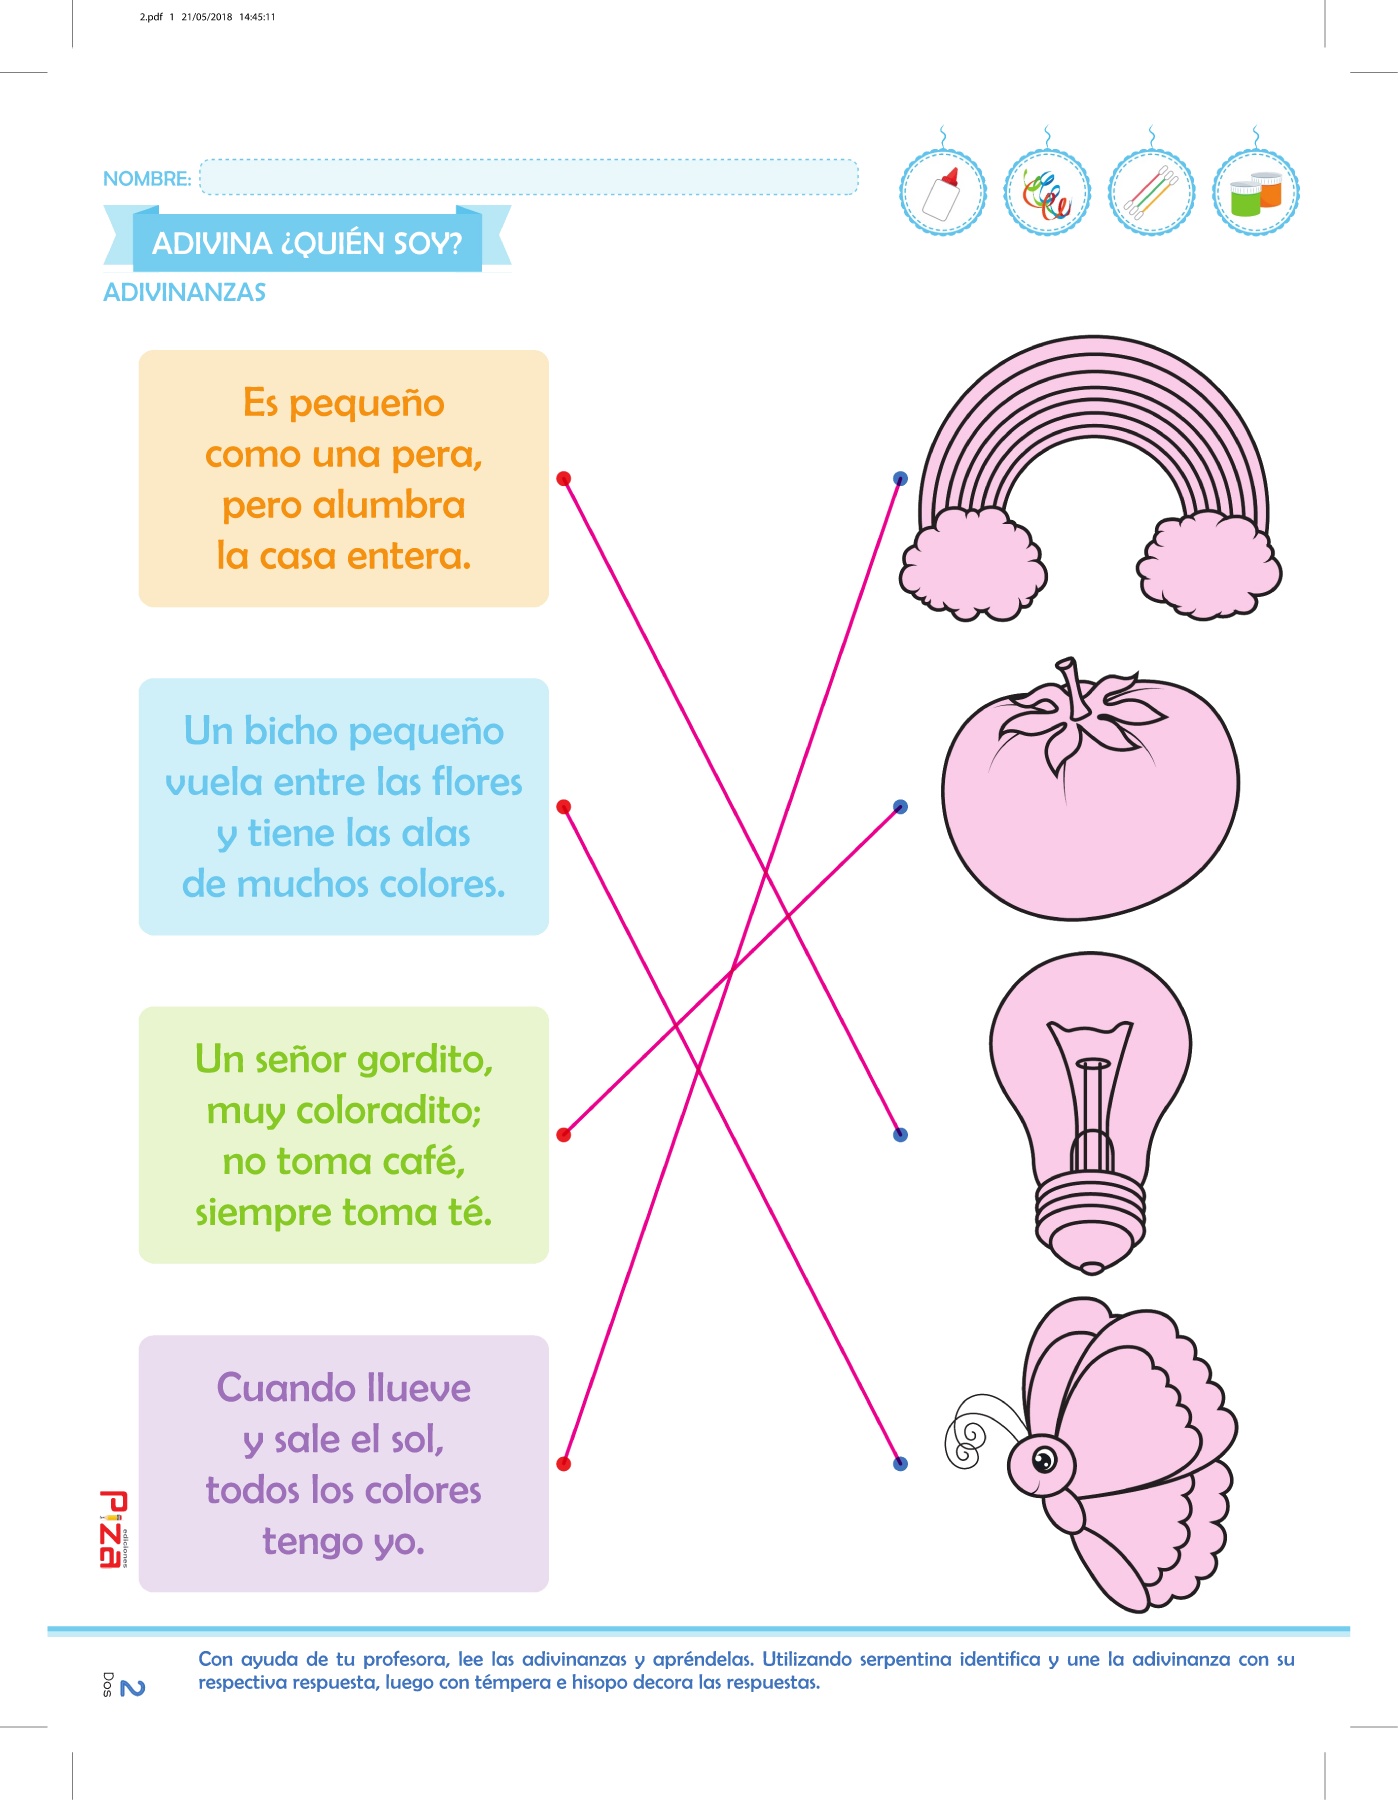 2.pdf 1 21/05/2018 14:45:11
NOMBRE:
ADIVINA ¿QUIÉN SOY?
ADIVINANZAS
Es pequeño
como una pera,
pero alumbra
la casa entera.
Un bicho pequeño
vuela entre las flores
y tiene las alas
de muchos colores.
Un señor gordito,
muy coloradito;
no toma café,
siempre toma té.
Cuando llueve
y sale el sol,
todos los colores
tengo yo.
Piza
ediciones
2
Dos
Con ayuda de tu profesora, lee las adivinanzas y apréndelas. Utilizando serpentina identifica y une la adivinanza con su
respectiva respuesta, luego con témpera e hisopo decora las respuestas.